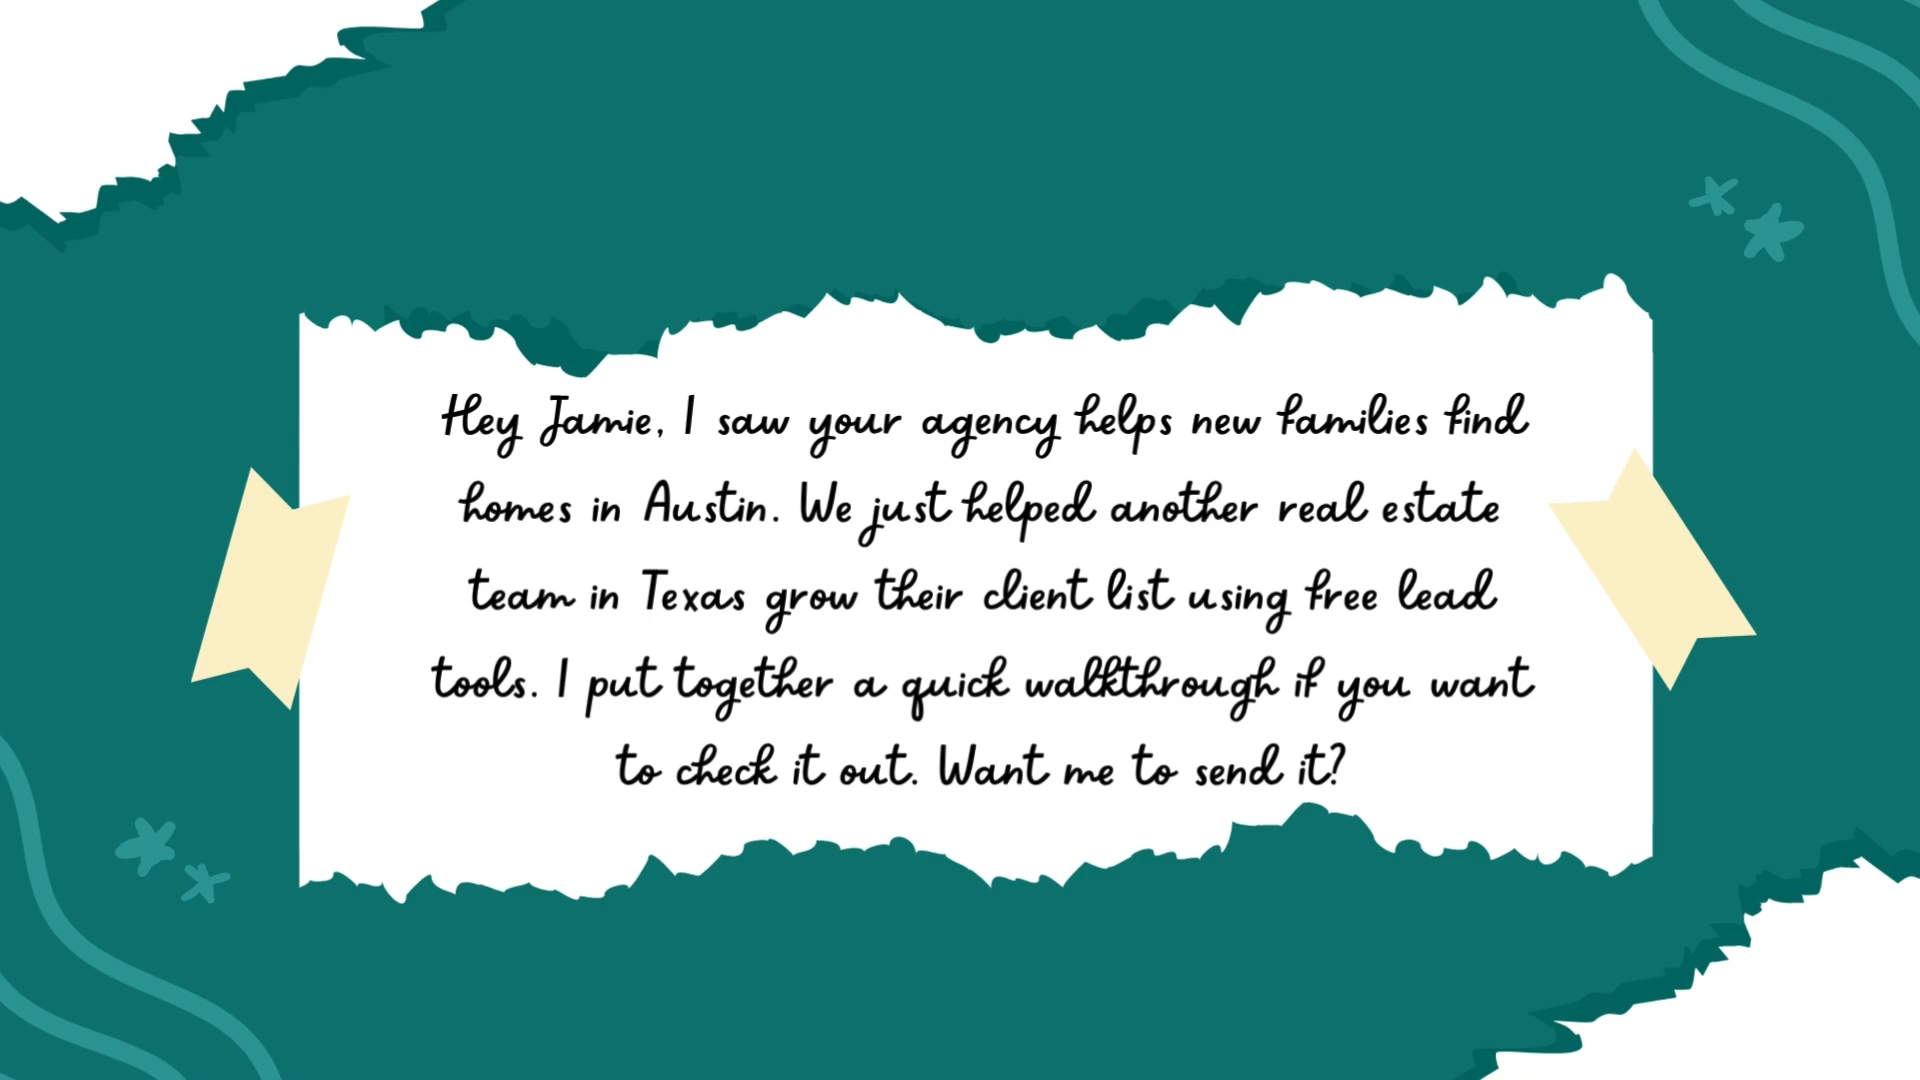 Hey Jamie, I saw your agency helps new families find
homes in Austin. We just helped another real estate
team in Texas grow their client list using free lead
tools. I put together a quick walkthrough if you want
to check it out. Want me to send it?